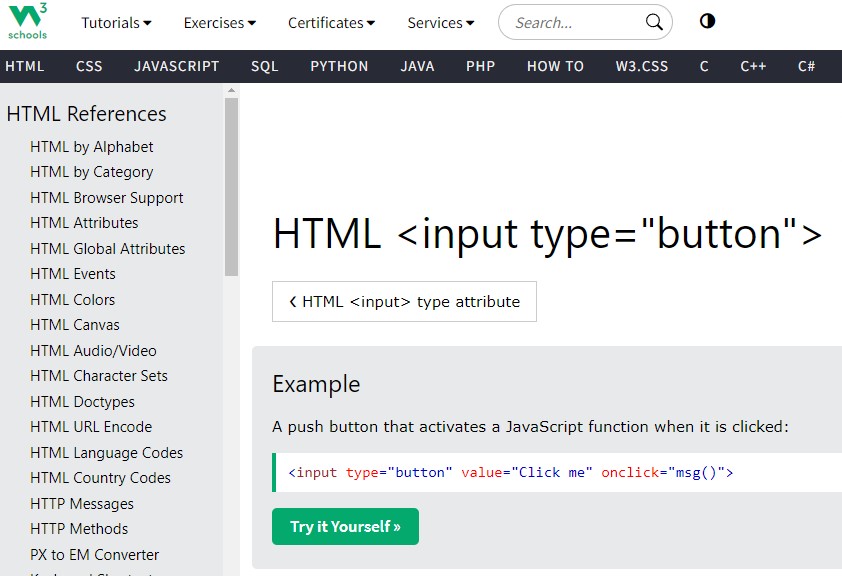 W3
schools
Tutorials
Exercises
Certificates
Services
Search...
HTML CSS JAVASCRIPT SQL PYTHON JAVA PHP HOW TO W3.CSS C C++ C#
HTML References
HTML by Alphabet
HTML by Category
HTML Browser Support
HTML Attributes
HTML Global Attributes
HTML Events
HTML Colors
HTML Canvas
HTML Audio/Video
HTML Character Sets
HTML Doctypes
HTML URL Encode
HTML Language Codes
HTML Country Codes
HTTP Messages
HTTP Methods
PX to EM Converter
HTML <input type="button">
❮ HTML <input> type attribute
Example
A push button that activates a JavaScript function when it is clicked:
<input type="button" value="Click me" onclick="msg()">
Try it Yourself »